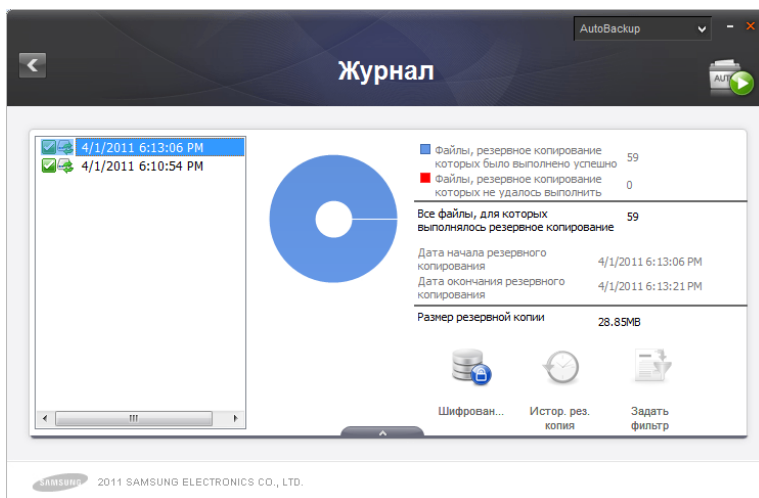 AutoBackup
Журнал
AUTO
4/1/2011 6:13:06 PM
4/1/2011 6:10:54 PM
Файлы, резервное копирование
которых было выполнено успешно 59
Файлы, резервное копирование
которых не удалось выполнить 0
Все файлы, для которых
выполнялось резервное копирование 59
Дата начала резервного
копирования 4/1/2011 6:13:06 PM
Дата окончания резервного
копирования 4/1/2011 6:13:21 PM
Размер резервной копии 28.85MB
Шифрован... Истор. рез. Задать
копия фильтр
SAMSUNG 2011 SAMSUNG ELECTRONICS CO., LTD.